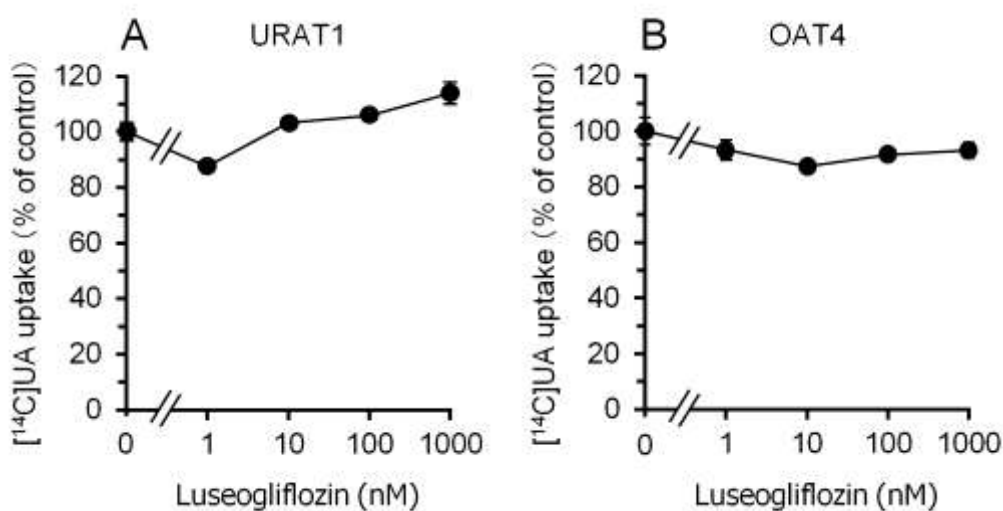 A URAT1
[¹⁴C]UA uptake (% of control)
120
100
80
60
40
20
0
0 1 10 100 1000
Luseogliflozin (nM)
B OAT4
[¹⁴C]UA uptake (% of control)
120
100
80
60
40
20
0
0 1 10 100 1000
Luseogliflozin (nM)